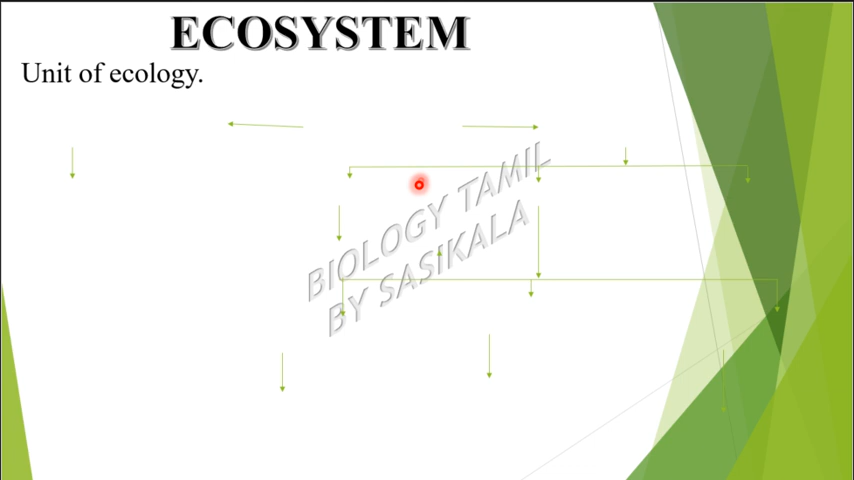 ECOSYSTEM
Unit of ecology.
BIOLOGY TAMIL
BY SASIKALA